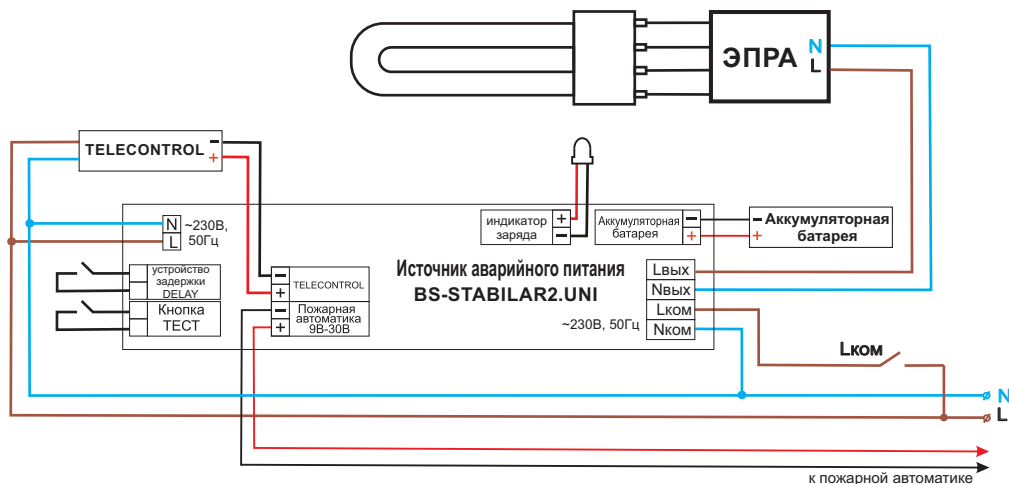 ЭПРА
N
L
TELECONTROL
−
+
N
L
~230В,
50Гц
индикатор
заряда
+
−
Аккумуляторная
батарея
−
+
− Аккумуляторная
+ батарея
устройство
задержки
DELAY
Кнопка
ТЕСТ
−
+
TELECONTROL
−
+
Пожарная
автоматика
9В-30В
Источник аварийного питания
BS-STABILAR2.UNI
~230В, 50Гц
Lвых
Nвых
Lком
Nком
Lком
N
L
к пожарной автоматике